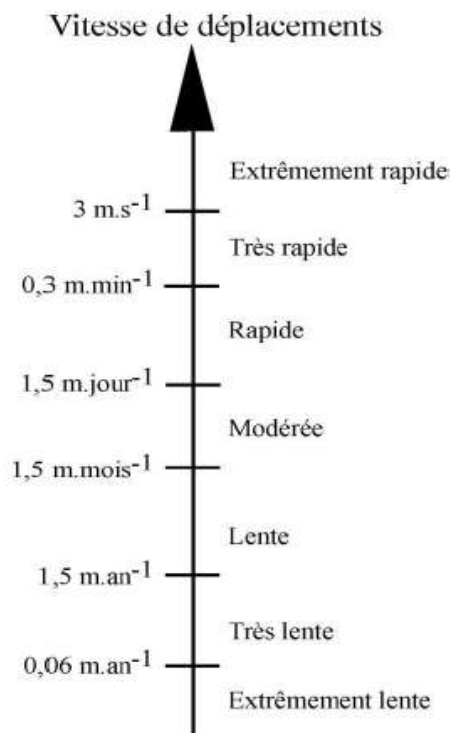 Vitesse de déplacements
Extrêmement rapide
3 m.s-1
Très rapide
0,3 m.min-1
Rapide
1,5 m.jour-1
Modérée
1,5 m.mois-1
Lente
1,5 m.an-1
Très lente
0,06 m.an-1
Extrêmement lente